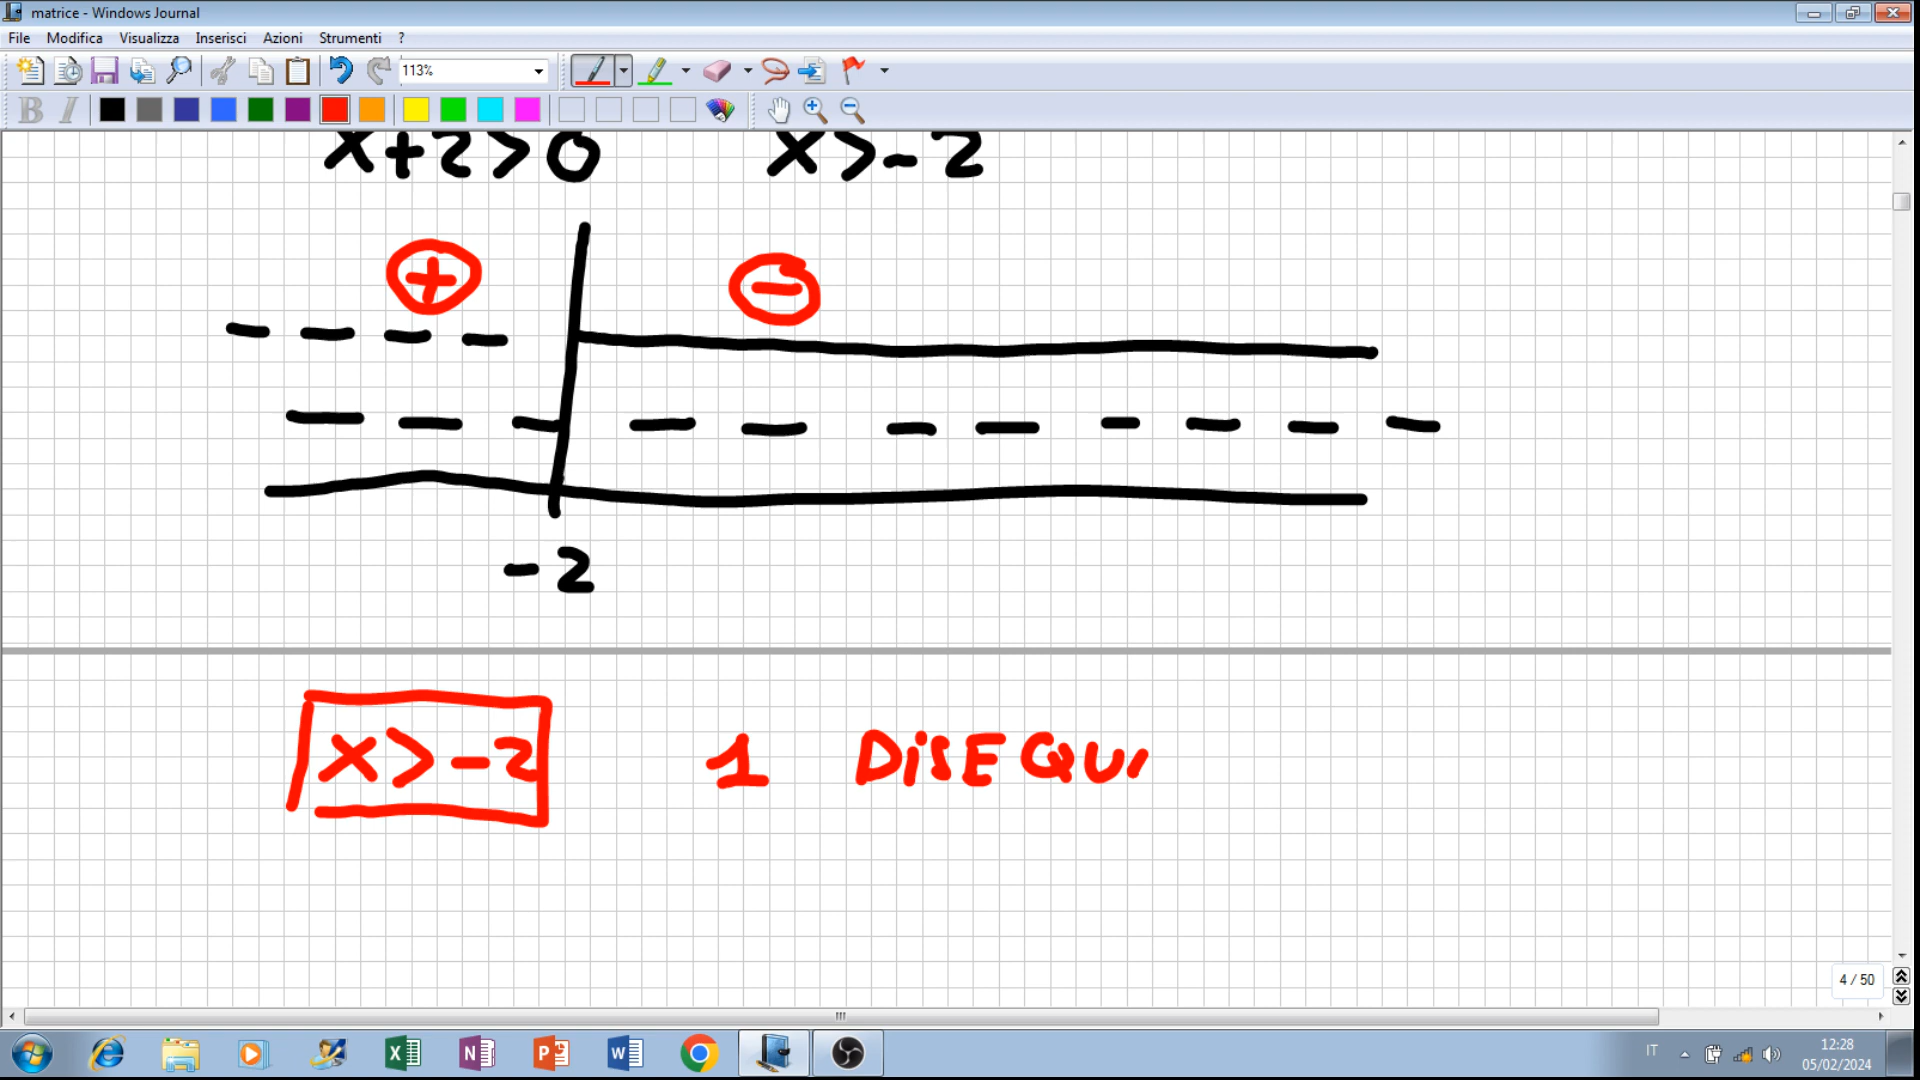 matrice - Windows Journal
File Modifica Visualizza Inserisci Azioni Strumenti ?
113%
B I
x+2>0 x>-2
+ -
-2
x>-2 1 DiSEQU
4 / 50
IT 12:28
05/02/2024